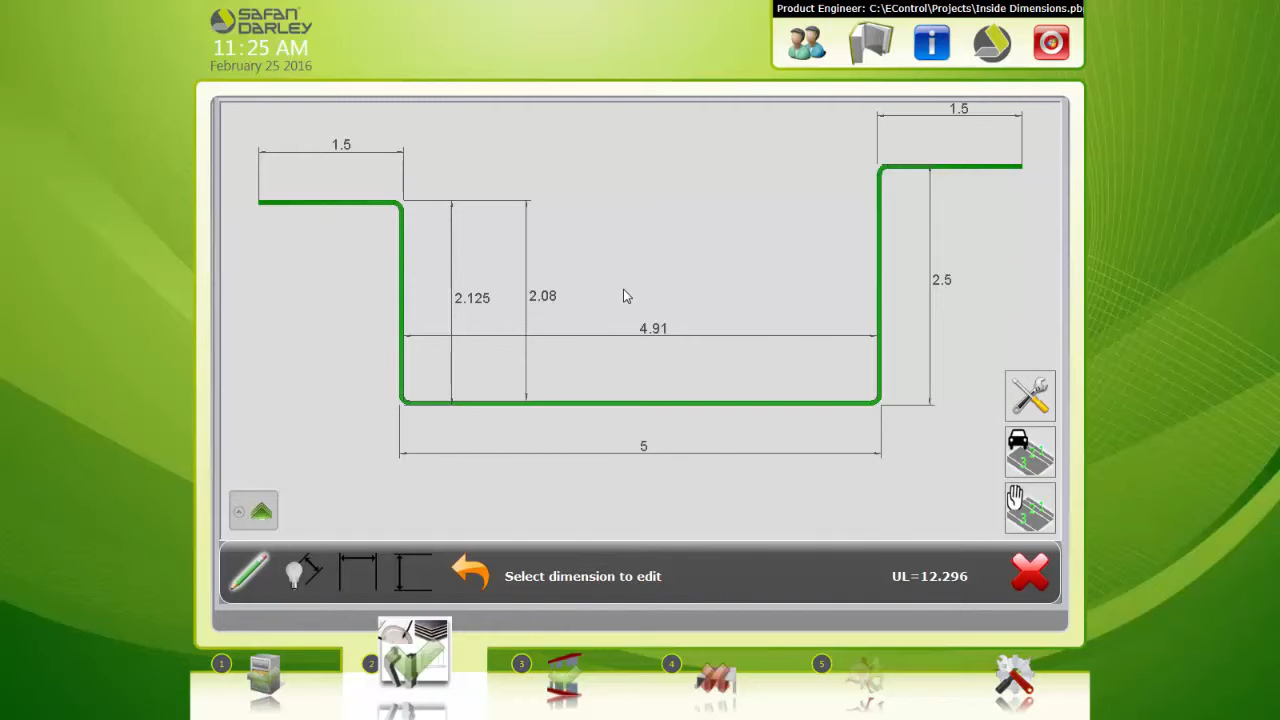 SAFAN
DARLEY
11:25 AM
February 25 2016
Product Engineer: C:\EControl\Projects\Inside Dimensions.pb
1.5
1.5
2.125
2.08
2.5
4.91
5
Select dimension to edit
UL=12.296
1
2
3
4
5